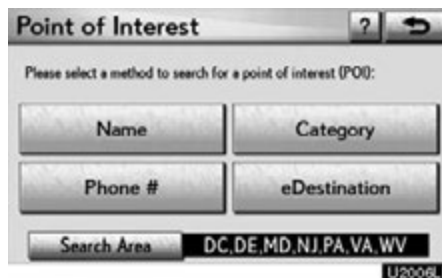 Point of Interest ?
Please select a method to search for a point of interest (POI):
Name Category
Phone # eDestination
Search Area DC,DE,MD,NJ,PA,VA,WV